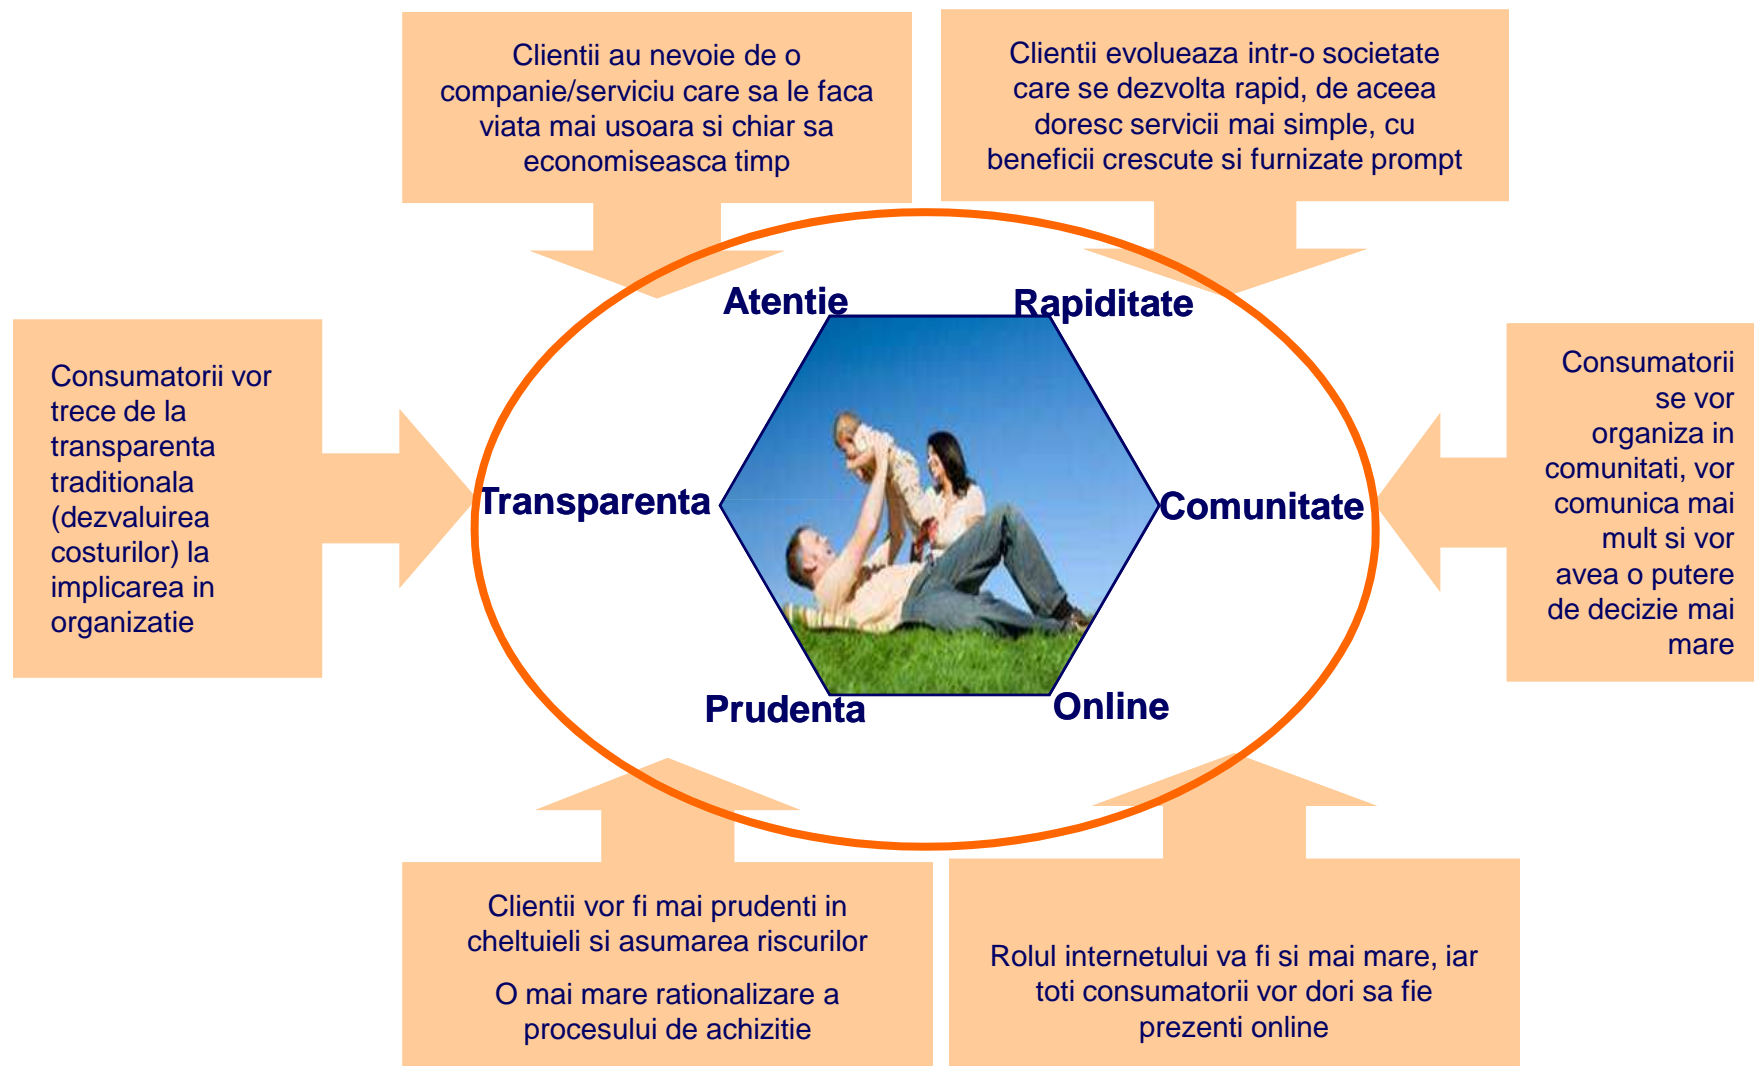 Clientii au nevoie de o
companie/serviciu care sa le faca
viata mai usoara si chiar sa
economiseasca timp
Clientii evolueaza intr-o societate
care se dezvolta rapid, de aceea
doresc servicii mai simple, cu
beneficii crescute si furnizate prompt
Atentie
Rapiditate
Consumatorii vor
trece de la
transparenta
traditionala
(dezvaluirea
costurilor) la
implicarea in
organizatie
Transparenta
Comunitate
Consumatorii
se vor
organiza in
comunitati, vor
comunica mai
mult si vor
avea o putere
de decizie mai
mare
Prudenta
Online
Clientii vor fi mai prudenti in
cheltuieli si asumarea riscurilor
O mai mare rationalizare a
procesului de achizitie
Rolul internetului va fi si mai mare, iar
toti consumatorii vor dori sa fie
prezenti online